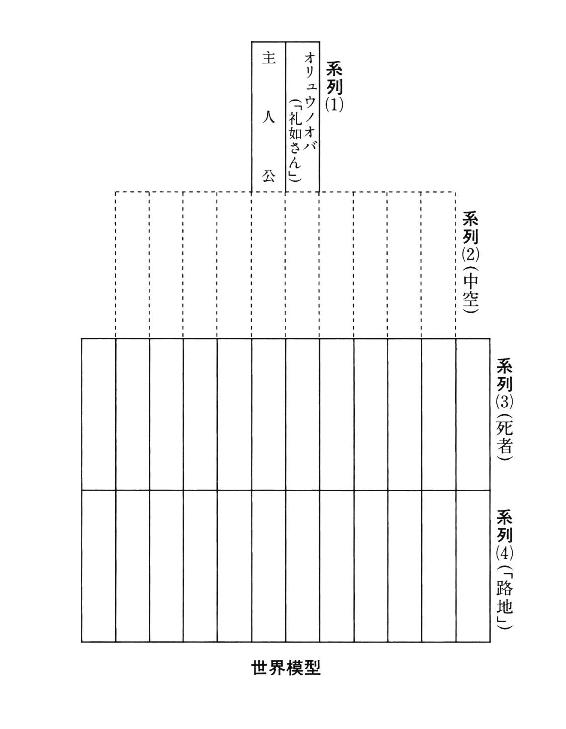 系列(1)
オリュウノオバ
(「礼如さん」)
主人公
系列(2)(中空)
系列(3)(死者)
系列(4)(「路地」)
世界模型